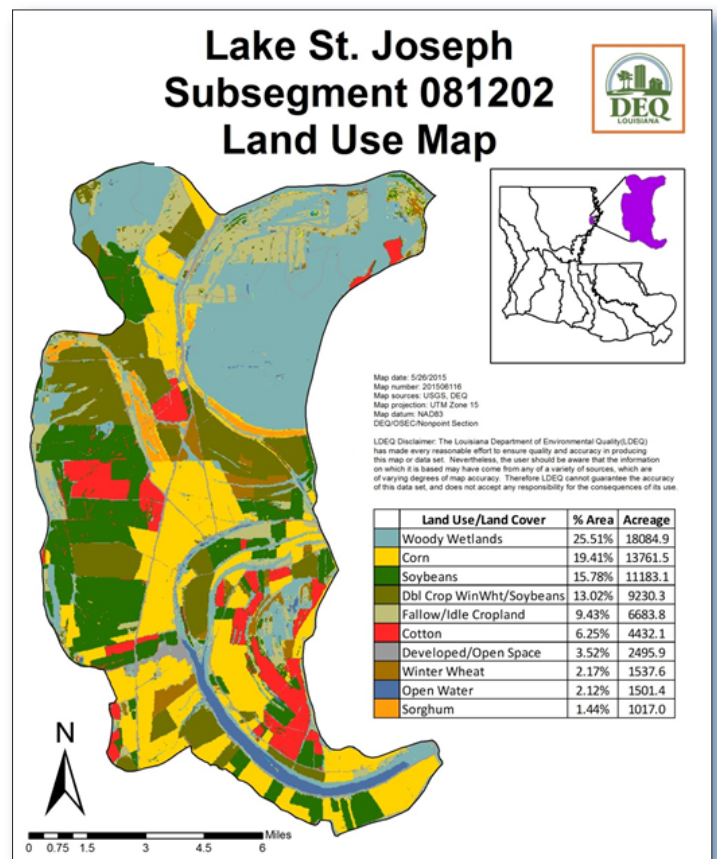 Lake St. Joseph
Subsegment 081202
Land Use Map
DEQ
LOUISIANA
Map date: 5/26/2015
Map number: 201506116
Map sources: USGS, DEQ
Map projection: UTM Zone 15
Map datum: NAD83
DEQ/OSEC/Nonpoint Section
LDEQ Disclaimer: The Louisiana Department of Environmental Quality(LDEQ)
has made every reasonable effort to ensure quality and accuracy in producing
this map or data set. Nevertheless, the user should be aware that the information
on which it is based may have come from any of a variety of sources, which are
of varying degrees of map accuracy. Therefore LDEQ cannot guarantee the accuracy
of this data set, and does not accept any responsibility for the consequences of its use.
Land Use/Land Cover % Area Acreage
Woody Wetlands 25.51% 18084.9
Corn 19.41% 13761.5
Soybeans 15.78% 11183.1
Dbl Crop WinWht/Soybeans 13.02% 9230.3
Fallow/Idle Cropland 9.43% 6683.8
Cotton 6.25% 4432.1
Developed/Open Space 3.52% 2495.9
Winter Wheat 2.17% 1537.6
Open Water 2.12% 1501.4
Sorghum 1.44% 1017.0
N
Miles
0 0.75 1.5 3 4.5 6